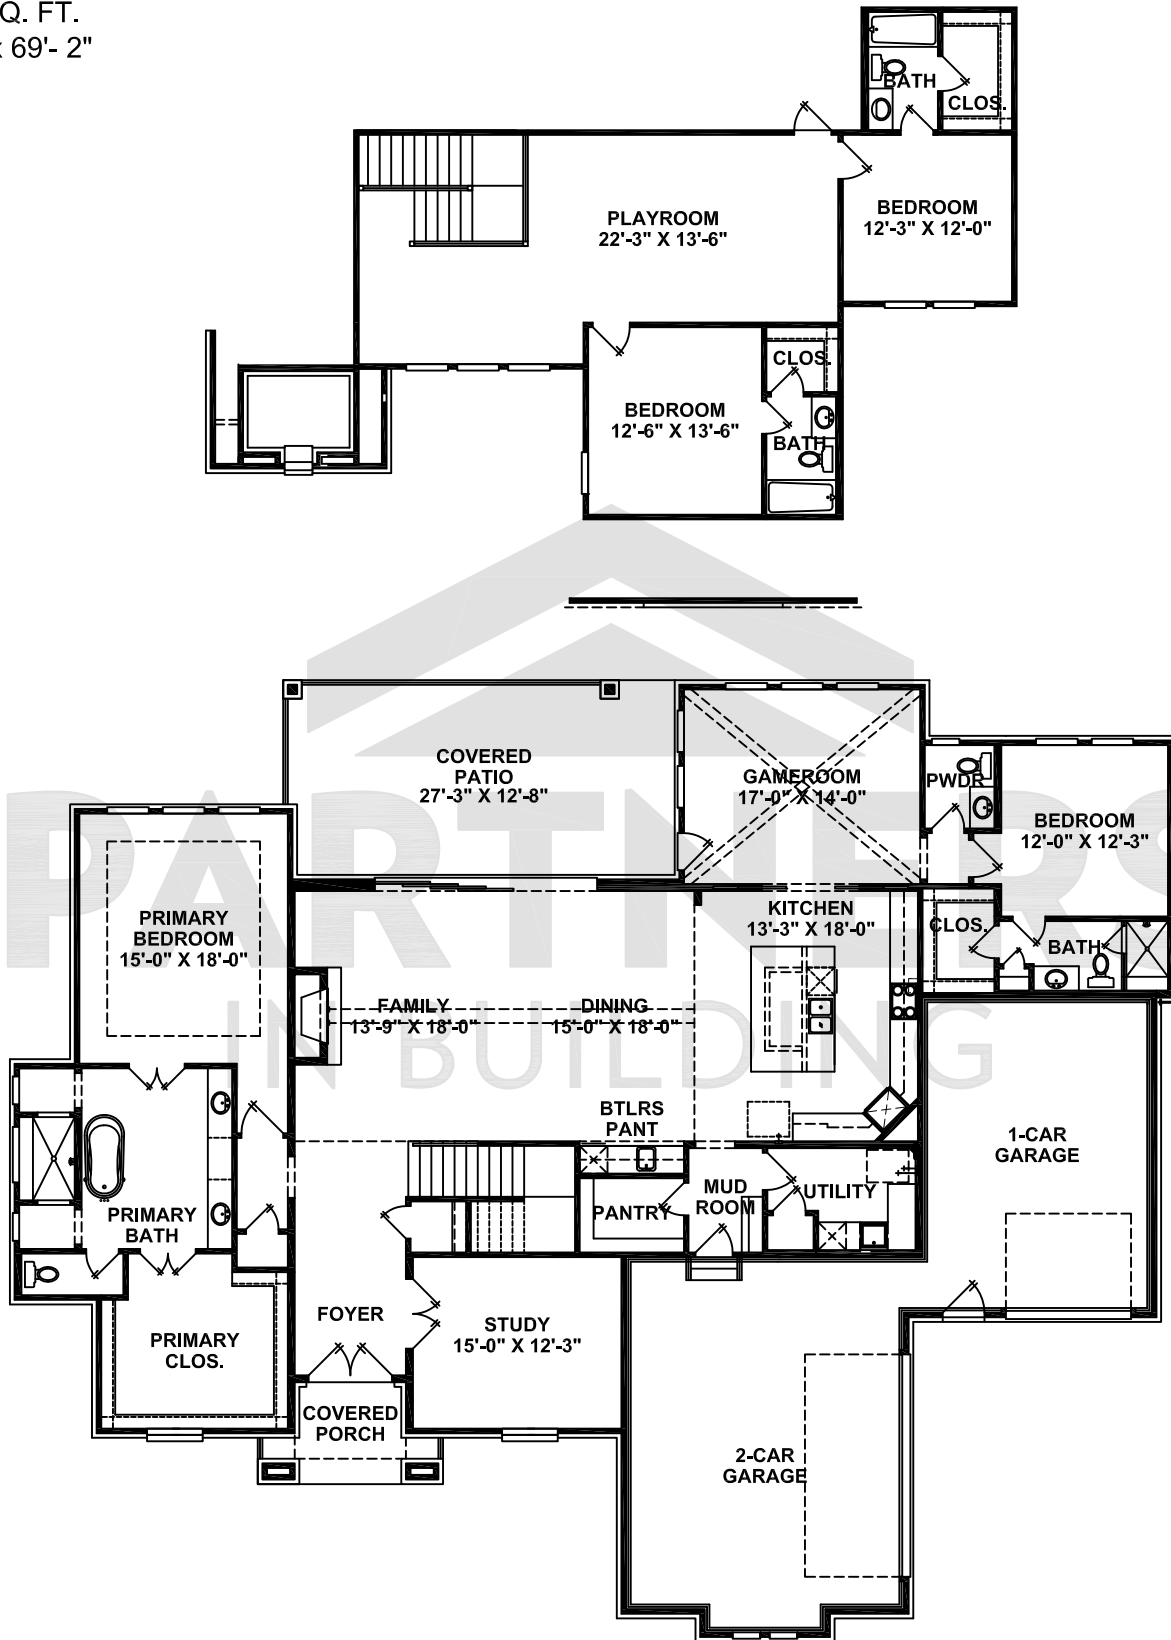 Q. FT.
x 69'- 2"
BATH
CLOS.
PLAYROOM
22'-3" X 13'-6"
BEDROOM
12'-3" X 12'-0"
CLOS.
BEDROOM
12'-6" X 13'-6"
BATH
COVERED
PATIO
27'-3" X 12'-8"
GAMEROOM
17'-0" X 14'-0"
PWDR
BEDROOM
12'-0" X 12'-3"
PARTNERS
IN BUILDING
PRIMARY
BEDROOM
15'-0" X 18'-0"
KITCHEN
13'-3" X 18'-0"
CLOS.
BATH
FAMILY
13'-9" X 18'-0"
DINING
15'-0" X 18'-0"
BTLRS
PANT
1-CAR
GARAGE
PRIMARY
BATH
PANTRY
MUD
ROOM
UTILITY
FOYER
STUDY
15'-0" X 12'-3"
PRIMARY
CLOS.
COVERED
PORCH
2-CAR
GARAGE